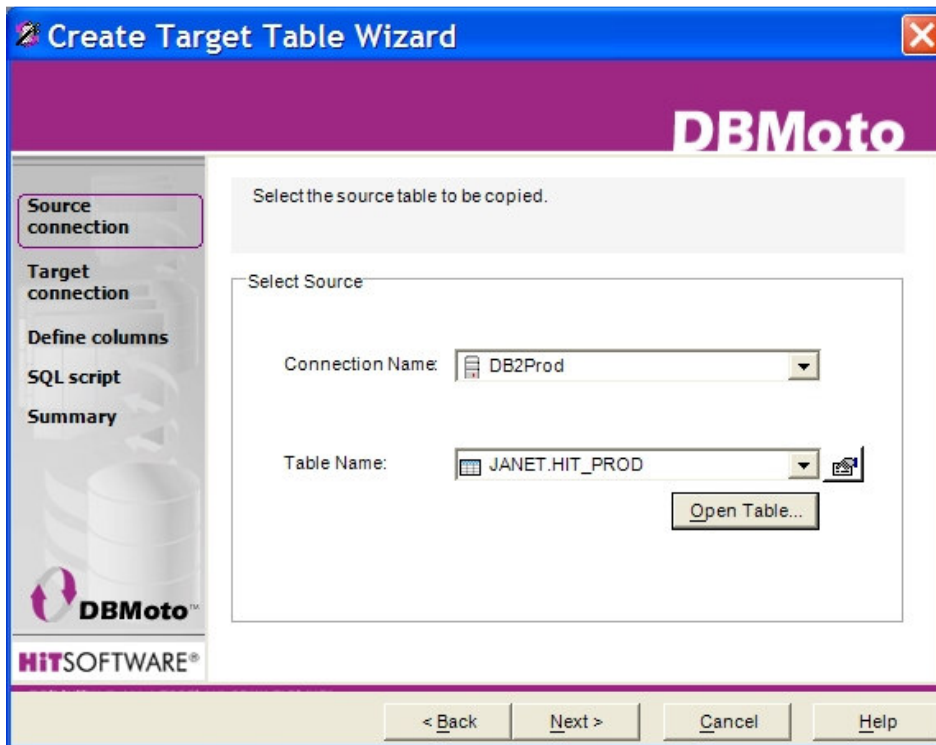 Create Target Table Wizard
DBMoto
Source
connection
Target
connection
Define columns
SQL script
Summary
DBMoto™
HiTSOFTWARE®
Select the source table to be copied.
Select Source
Connection Name:
DB2Prod
Table Name:
JANET.HIT_PROD
Open Table...
< Back
Next >
Cancel
Help